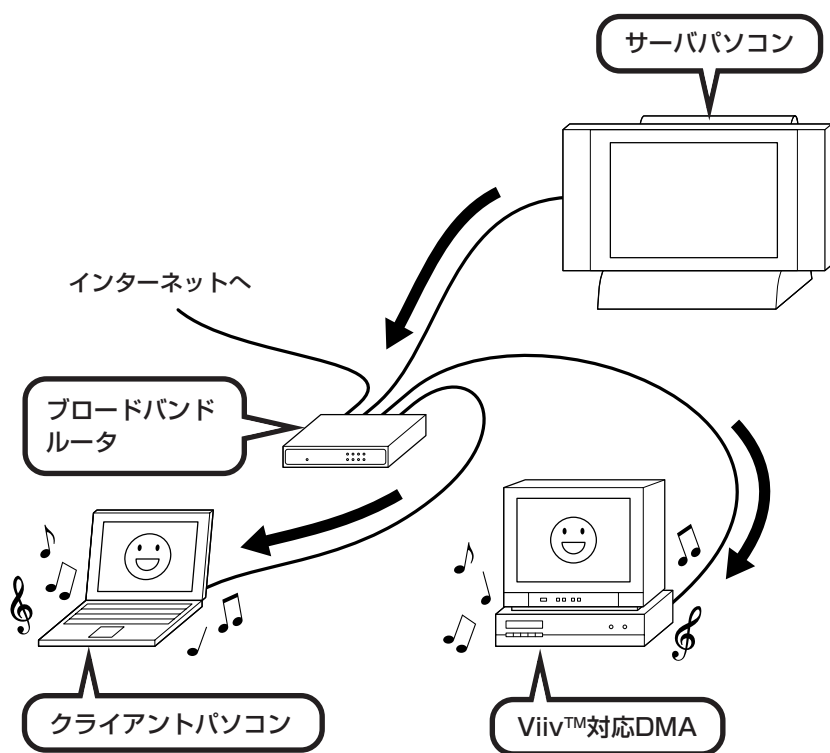 サーバパソコン
インターネットへ
ブロードバンド
ルータ
クライアントパソコン
Viiv™対応DMA